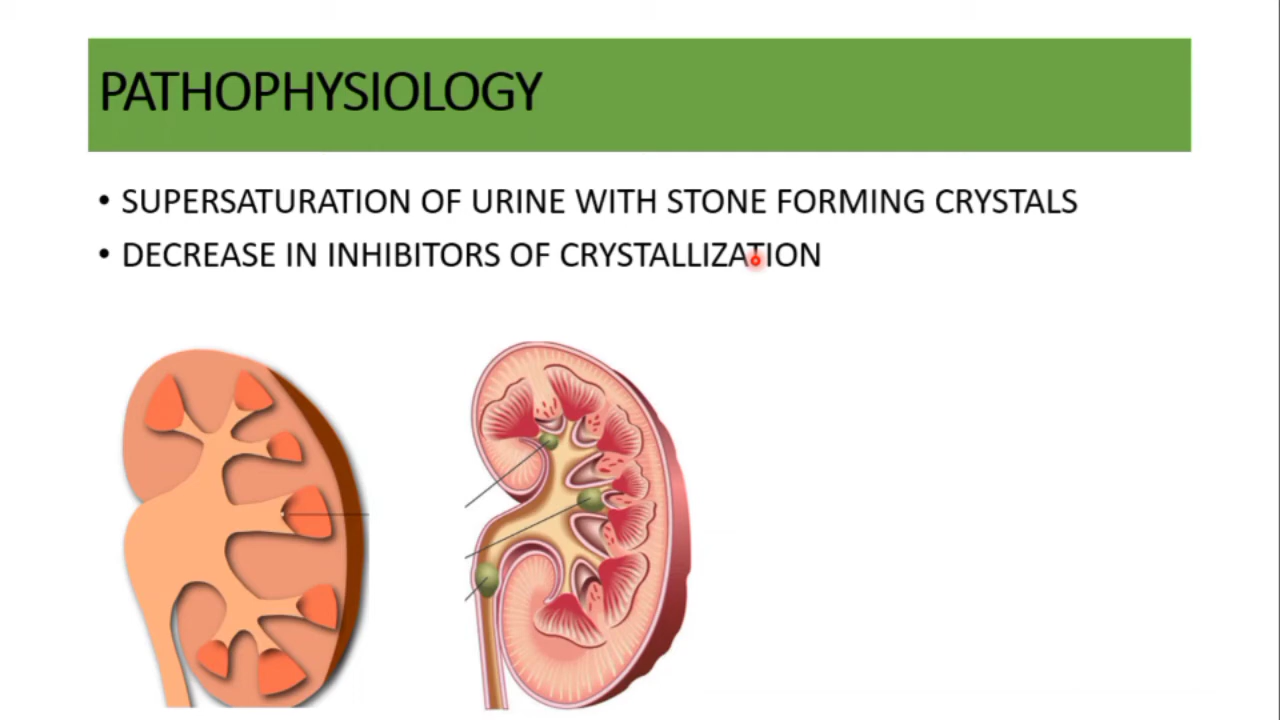 PATHOPHYSIOLOGY
• SUPERSATURATION OF URINE WITH STONE FORMING CRYSTALS
• DECREASE IN INHIBITORS OF CRYSTALLIZATION